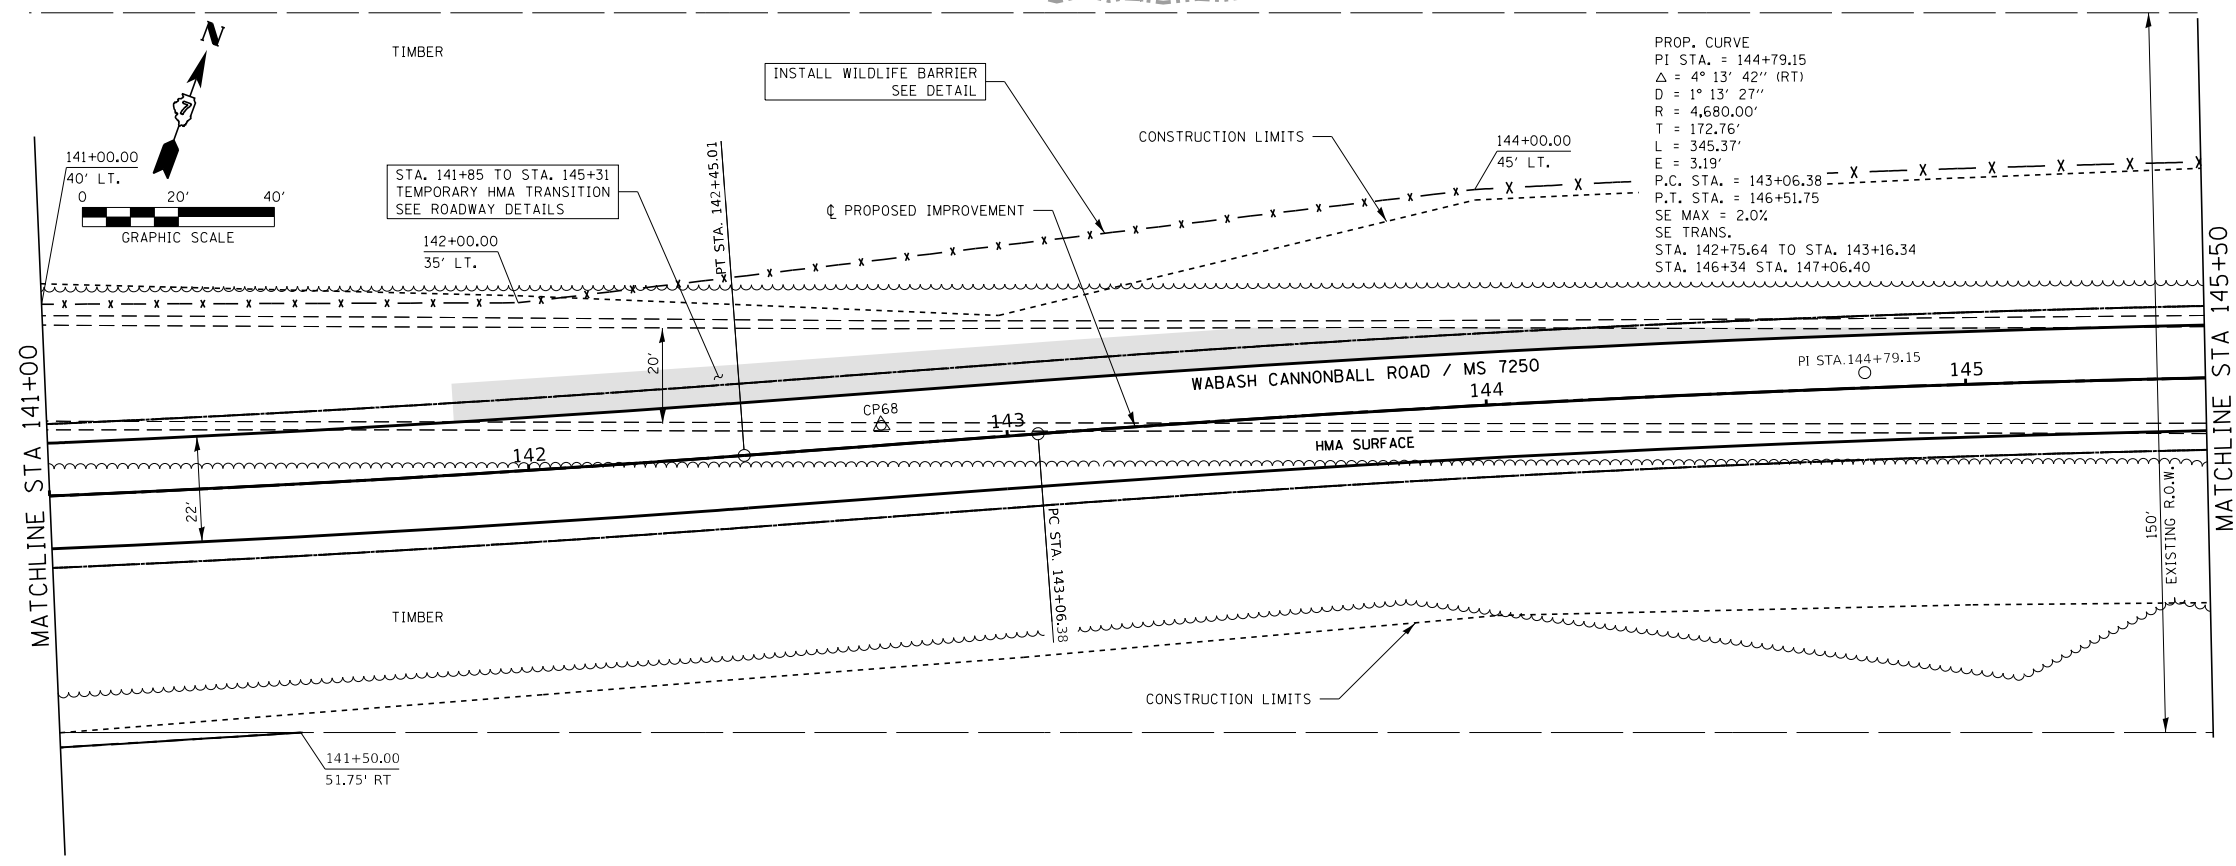 N
7
TIMBER
141+00.00
40' LT.
0 20' 40'
GRAPHIC SCALE
STA. 141+85 TO STA. 145+31
TEMPORARY HMA TRANSITION
SEE ROADWAY DETAILS
142+00.00
35' LT.
PT STA. 142+45.01
INSTALL WILDLIFE BARRIER
SEE DETAIL
℄ PROPOSED IMPROVEMENT
CONSTRUCTION LIMITS
144+00.00
45' LT.
PROP. CURVE
PI STA. = 144+79.15
△ = 4° 13' 42'' (RT)
D = 1° 13' 27''
R = 4,680.00'
T = 172.76'
L = 345.37'
E = 3.19'
P.C. STA. = 143+06.38
P.T. STA. = 146+51.75
SE MAX = 2.0%
SE TRANS.
STA. 142+75.64 TO STA. 143+16.34
STA. 146+34 STA. 147+06.40
MATCHLINE STA 141+00
MATCHLINE STA 145+50
20'
22'
CP68
142
143
144
145
WABASH CANNONBALL ROAD / MS 7250
HMA SURFACE
PI STA.144+79.15
PC STA. 143+06.38
150'
EXISTING R.O.W.
TIMBER
CONSTRUCTION LIMITS
141+50.00
51.75' RT